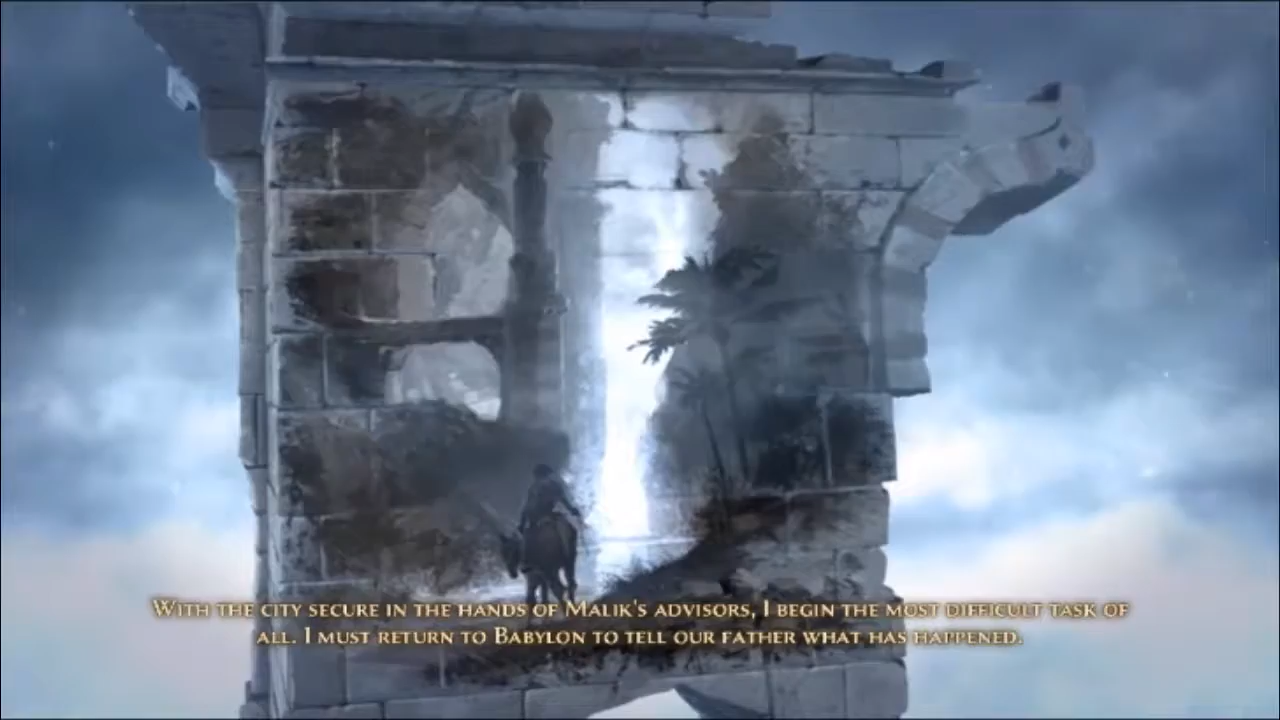 With the city secure in the hands of Malik's advisors, I begin the most difficult task of
all. I must return to Babylon to tell our father what has happened.